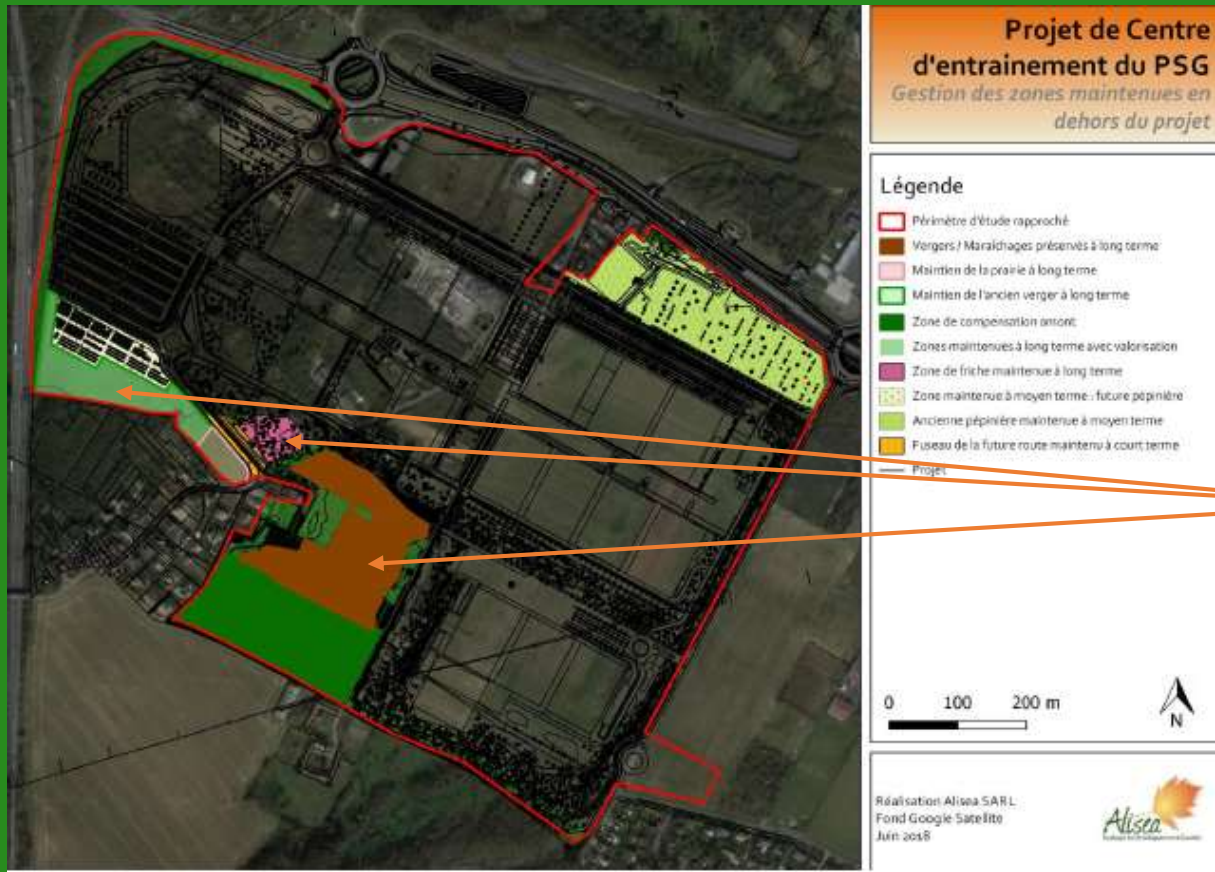 Projet de Centre
d'entrainement du PSG
Gestion des zones maintenues en
dehors du projet
Légende
Périmètre d'étude rapproché
Vergers / Maraîchages préservés à long terme
Maintien de la prairie à long terme
Maintien de l'ancien verger à long terme
Zone de compensation amont
Zones maintenues à long terme avec valorisation
Zone de friche maintenue à long terme
Zone maintenue à moyen terme : future pépinière
Ancienne pépinière maintenue à moyen terme
Fuseau de la future route maintenu à court terme
Projet
0 100 200 m
N
Réalisation Alisea SARL
Fond Google Satellite
Juin 2018
Alisea